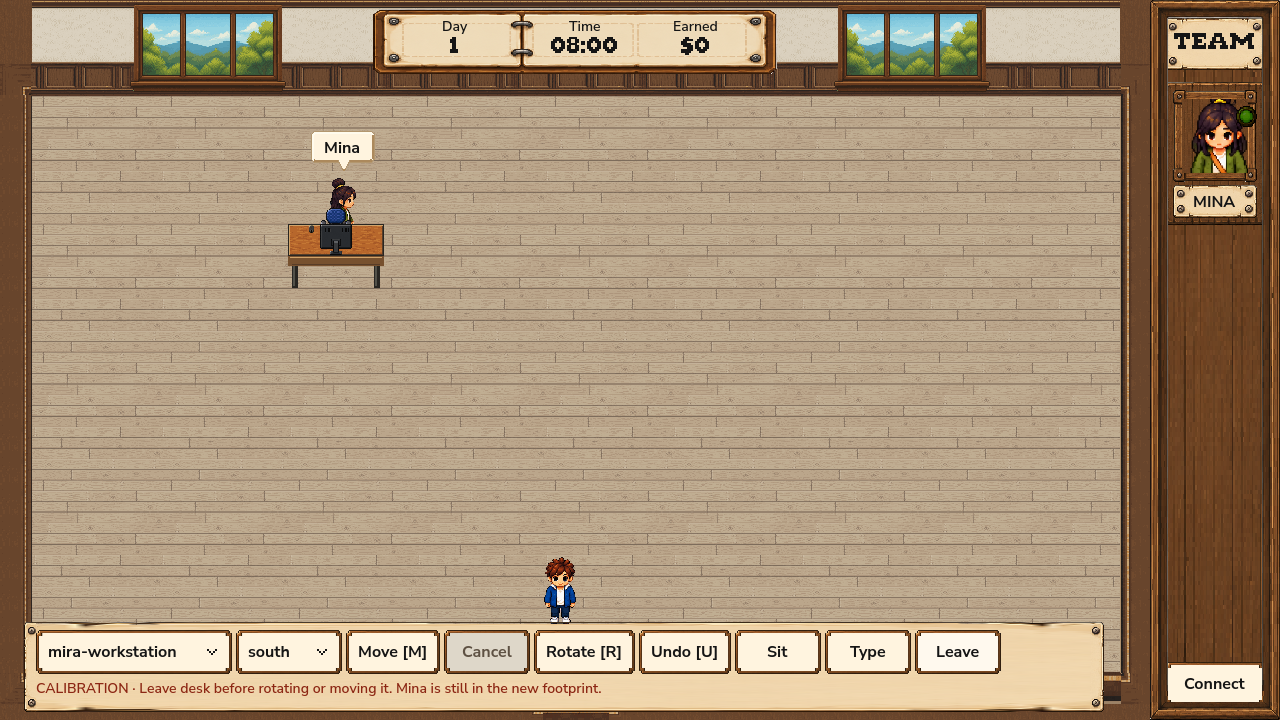 Day
1
Time
08:00
Earned
$0
TEAM
Mina
MINA
mira-workstation
south
Move [M]
Cancel
Rotate [R]
Undo [U]
Sit
Type
Leave
CALIBRATION · Leave desk before rotating or moving it. Mina is still in the new footprint.
Connect